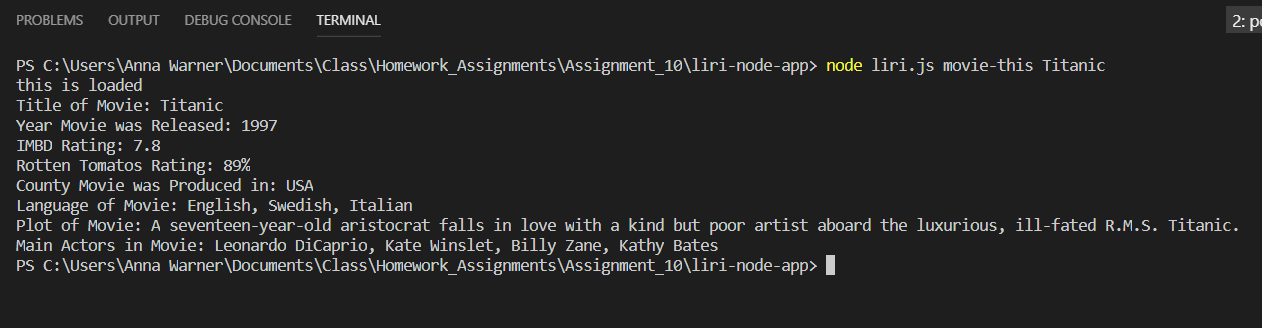 PROBLEMS OUTPUT DEBUG CONSOLE TERMINAL 2:
PS C:\Users\Anna Warner\Documents\Class\Homework_Assignments\Assignment_10\liri-node-app> node liri.js movie-this Titanic
this is loaded
Title of Movie: Titanic
Year Movie was Released: 1997
IMBD Rating: 7.8
Rotten Tomatos Rating: 89%
County Movie was Produced in: USA
Language of Movie: English, Swedish, Italian
Plot of Movie: A seventeen-year-old aristocrat falls in love with a kind but poor artist aboard the luxurious, ill-fated R.M.S. Titanic.
Main Actors in Movie: Leonardo DiCaprio, Kate Winslet, Billy Zane, Kathy Bates
PS C:\Users\Anna Warner\Documents\Class\Homework_Assignments\Assignment_10\liri-node-app>